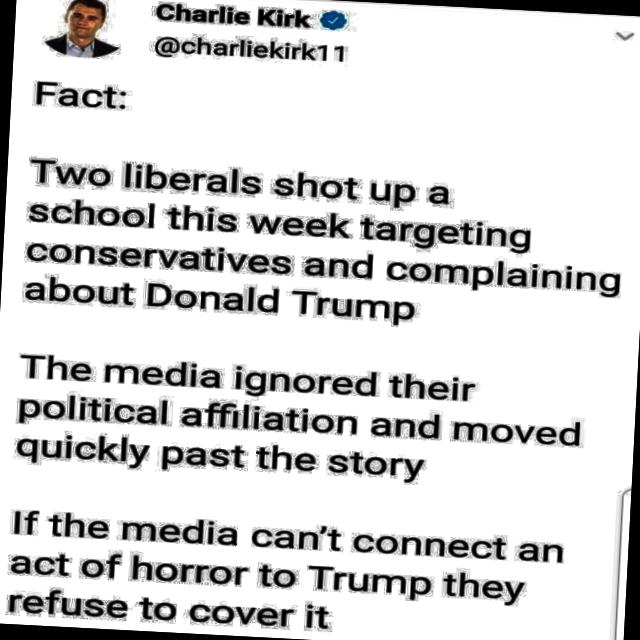 Charlie Kirk
@charliekirk11
Fact:
Two liberals shot up a
school this week targeting
conservatives and complaining
about Donald Trump
The media ignored their
political affiliation and moved
quickly past the story
If the media can't connect an
act of horror to Trump they
refuse to cover it